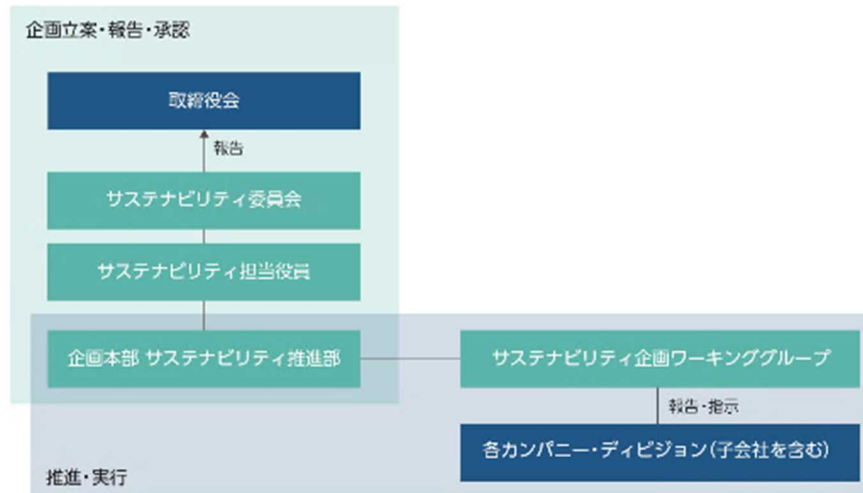 企画立案・報告・承認
取締役会
報告
サステナビリティ委員会
サステナビリティ担当役員
企画本部 サステナビリティ推進部
サステナビリティ企画ワーキンググループ
報告・指示
各カンパニー・ディビジョン(子会社を含む)
推進・実行